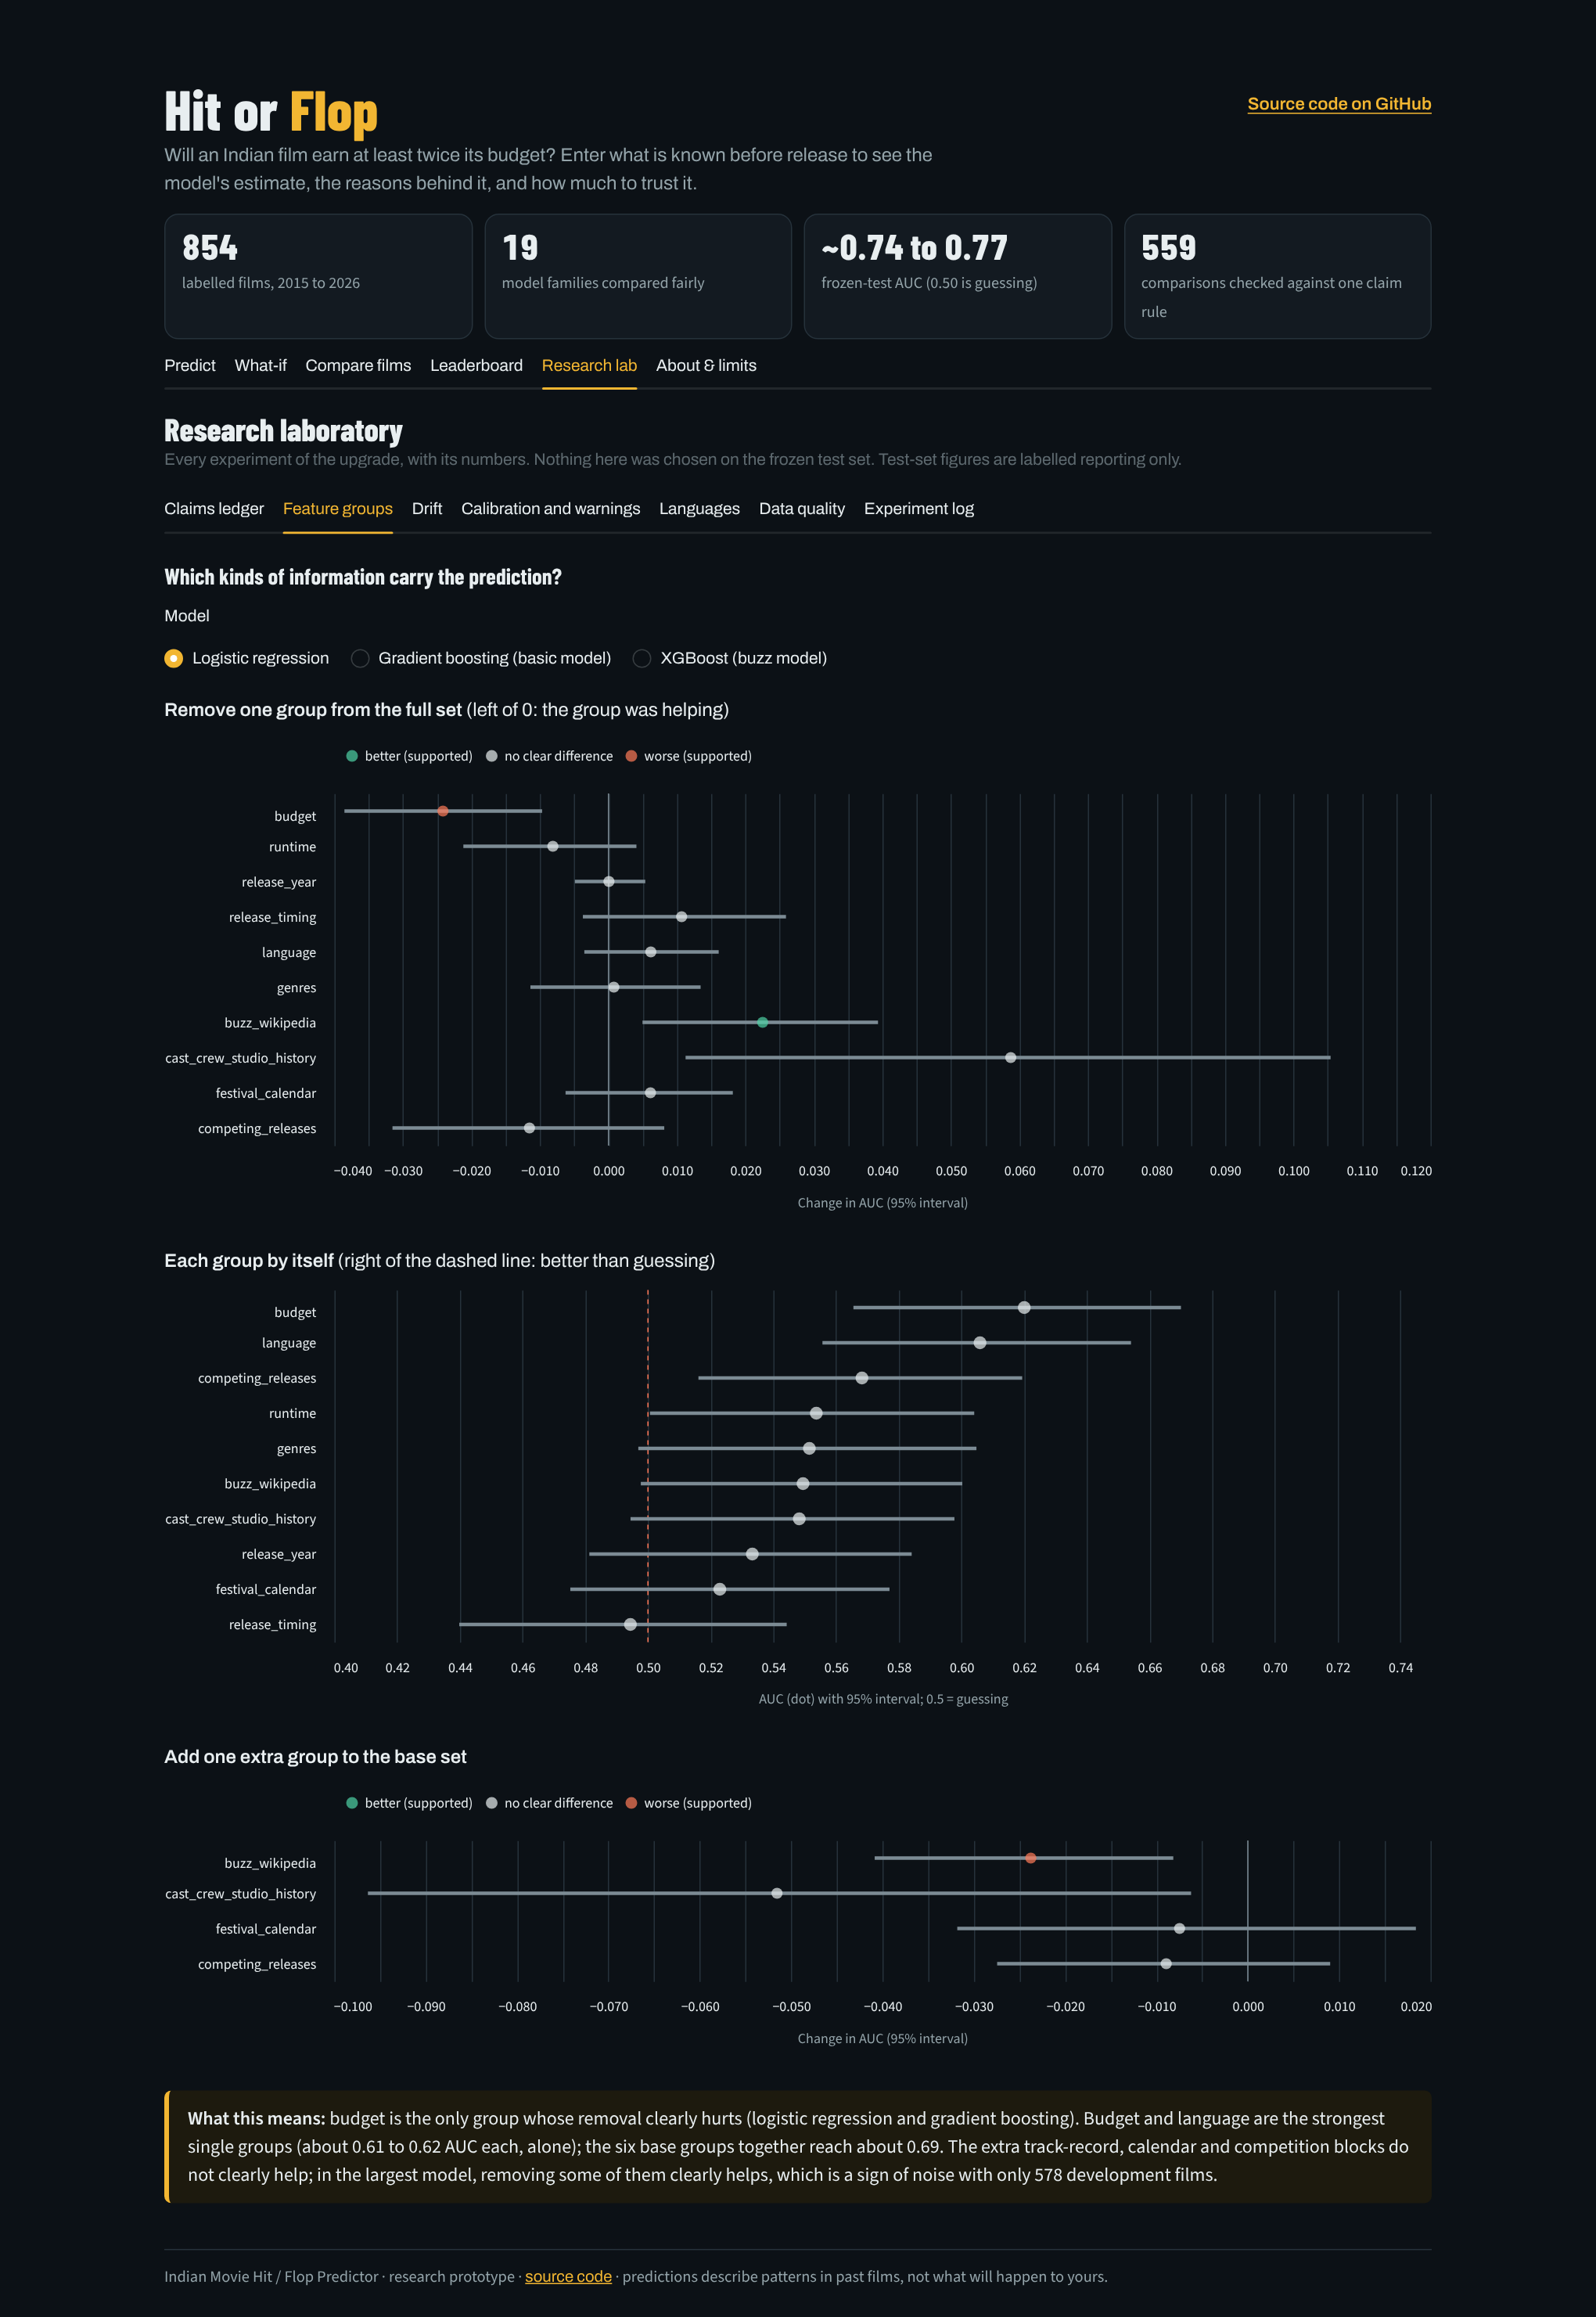 Hit or Flop
Source code on GitHub
Will an Indian film earn at least twice its budget? Enter what is known before release to see the
model's estimate, the reasons behind it, and how much to trust it.
854
labelled films, 2015 to 2026
19
model families compared fairly
~0.74 to 0.77
frozen-test AUC (0.50 is guessing)
559
comparisons checked against one claim
rule
Predict What-if Compare films Leaderboard Research lab About & limits
Research laboratory
Every experiment of the upgrade, with its numbers. Nothing here was chosen on the frozen test set. Test-set figures are labelled reporting only.
Claims ledger Feature groups Drift Calibration and warnings Languages Data quality Experiment log
Which kinds of information carry the prediction?
Model
Logistic regression Gradient boosting (basic model) XGBoost (buzz model)
Remove one group from the full set (left of 0: the group was helping)
better (supported) no clear difference worse (supported)
budget
runtime
release_year
release_timing
language
genres
buzz_wikipedia
cast_crew_studio_history
festival_calendar
competing_releases
−0.040 −0.030 −0.020 −0.010 0.000 0.010 0.020 0.030 0.040 0.050 0.060 0.070 0.080 0.090 0.100 0.110 0.120
Change in AUC (95% interval)
Each group by itself (right of the dashed line: better than guessing)
budget
language
competing_releases
runtime
genres
buzz_wikipedia
cast_crew_studio_history
release_year
festival_calendar
release_timing
0.40 0.42 0.44 0.46 0.48 0.50 0.52 0.54 0.56 0.58 0.60 0.62 0.64 0.66 0.68 0.70 0.72 0.74
AUC (dot) with 95% interval; 0.5 = guessing
Add one extra group to the base set
better (supported) no clear difference worse (supported)
buzz_wikipedia
cast_crew_studio_history
festival_calendar
competing_releases
−0.100 −0.090 −0.080 −0.070 −0.060 −0.050 −0.040 −0.030 −0.020 −0.010 0.000 0.010 0.020
Change in AUC (95% interval)
What this means: budget is the only group whose removal clearly hurts (logistic regression and gradient boosting). Budget and language are the strongest
single groups (about 0.61 to 0.62 AUC each, alone); the six base groups together reach about 0.69. The extra track-record, calendar and competition blocks do
not clearly help; in the largest model, removing some of them clearly helps, which is a sign of noise with only 578 development films.
Indian Movie Hit / Flop Predictor · research prototype · source code · predictions describe patterns in past films, not what will happen to yours.